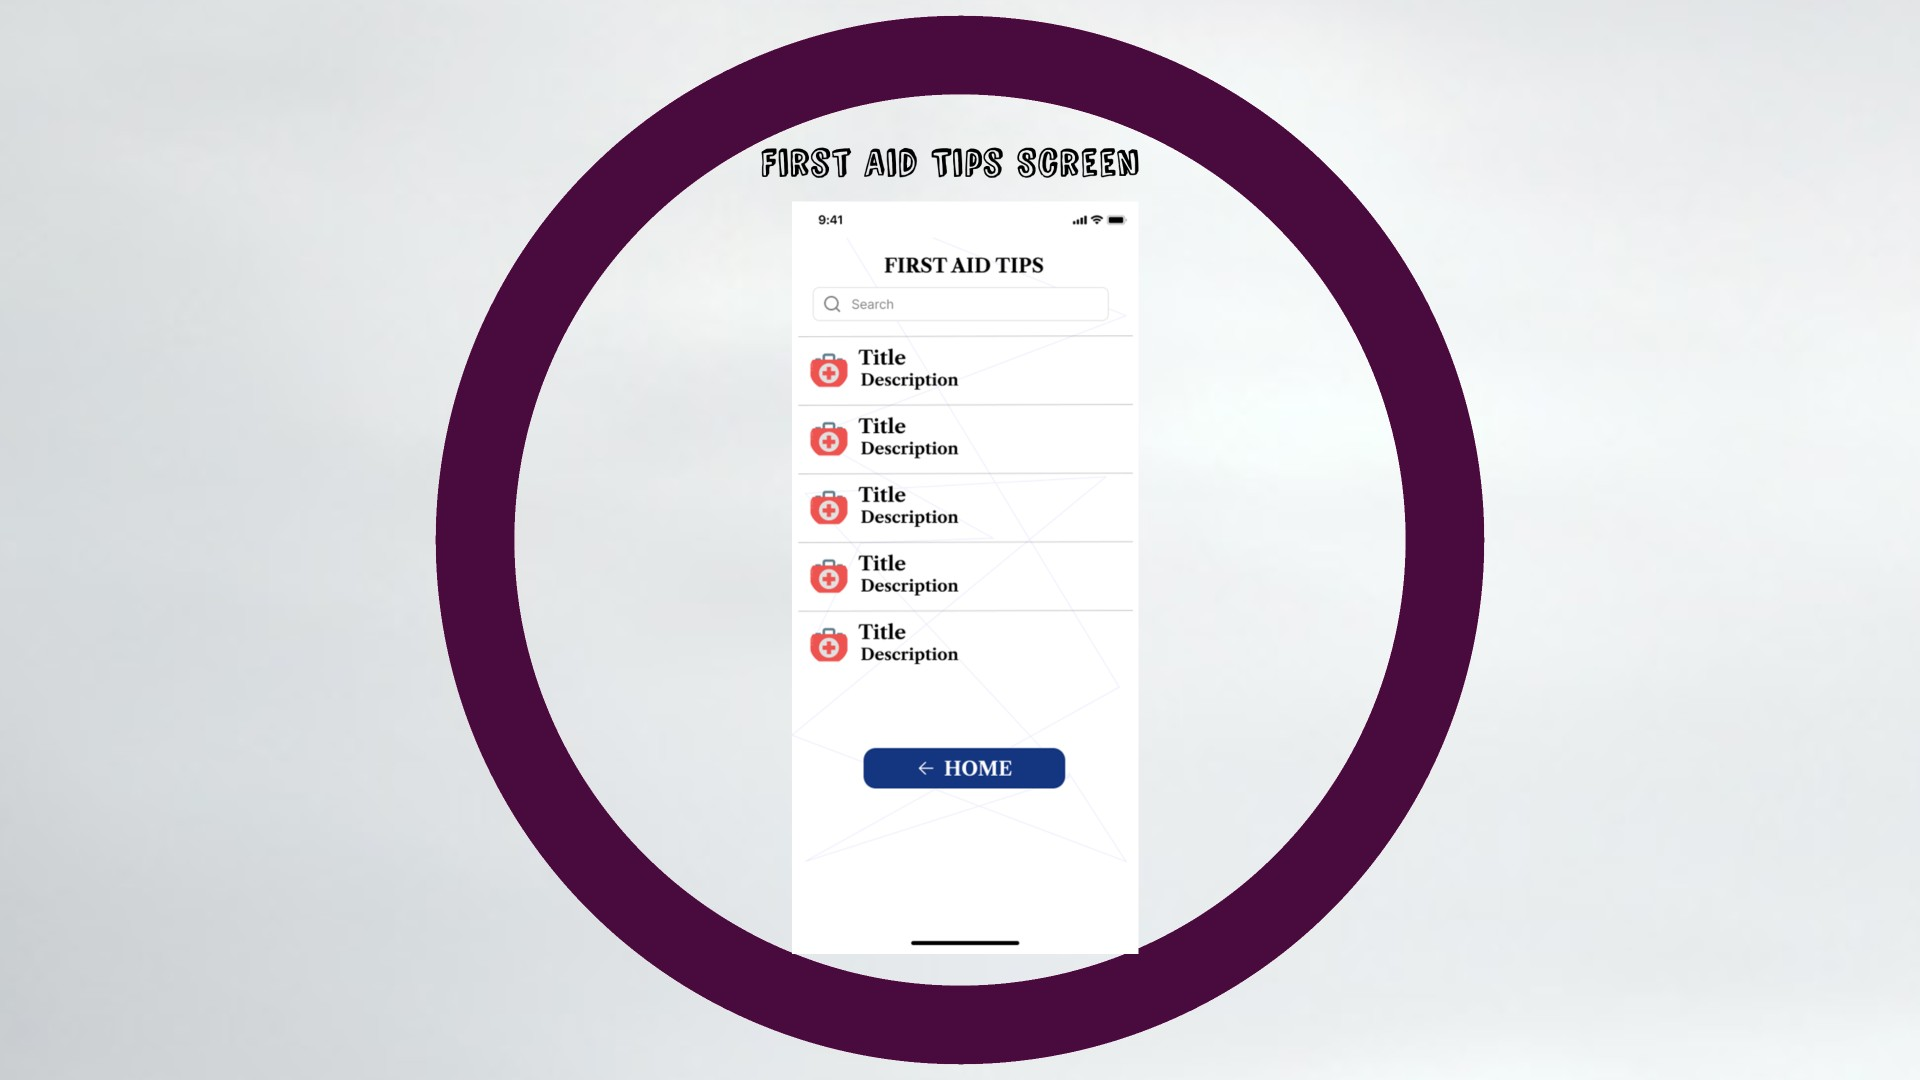 FIRST AID TIPS SCREEN
9:41
FIRST AID TIPS
Search
Title
Description
Title
Description
Title
Description
Title
Description
Title
Description
← HOME